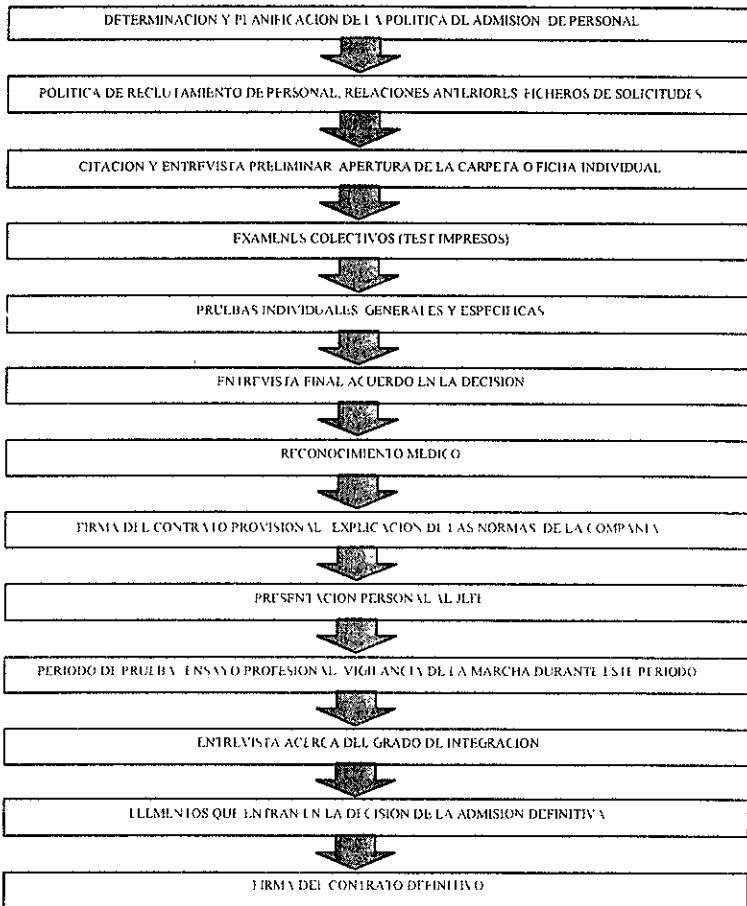 DETERMINACION Y PLANIFICACION DE LA POLITICA DE ADMISION DE PERSONAL
POLITICA DE RECLUTAMIENTO DE PERSONAL, RELACIONES ANTERIORES FICHEROS DE SOLICITUDES
CITACION Y ENTREVISTA PRELIMINAR APERTURA DE LA CARPETA O FICHA INDIVIDUAL
EXAMENES COLECTIVOS (TEST IMPRESOS)
PRUEBAS INDIVIDUALES GENERALES Y ESPECIFICAS
ENTREVISTA FINAL ACUERDO EN LA DECISION
RECONOCIMIENTO MEDICO
FIRMA DEL CONTRATO PROVISIONAL EXPLICACION DE LAS NORMAS DE LA COMPANIA
PRESENTACION PERSONAL AL JEFE
PERIODO DE PRUEBA ENSAYO PROFESIONAL VIGILANCIA DE LA MARCHA DURANTE ESTE PERIODO
ENTREVISTA ACERCA DEL GRADO DE INTEGRACION
ELEMENTOS QUE ENTRAN EN LA DECISION DE LA ADMISION DEFINITIVA
FIRMA DEL CONTRATO DEFINITIVO